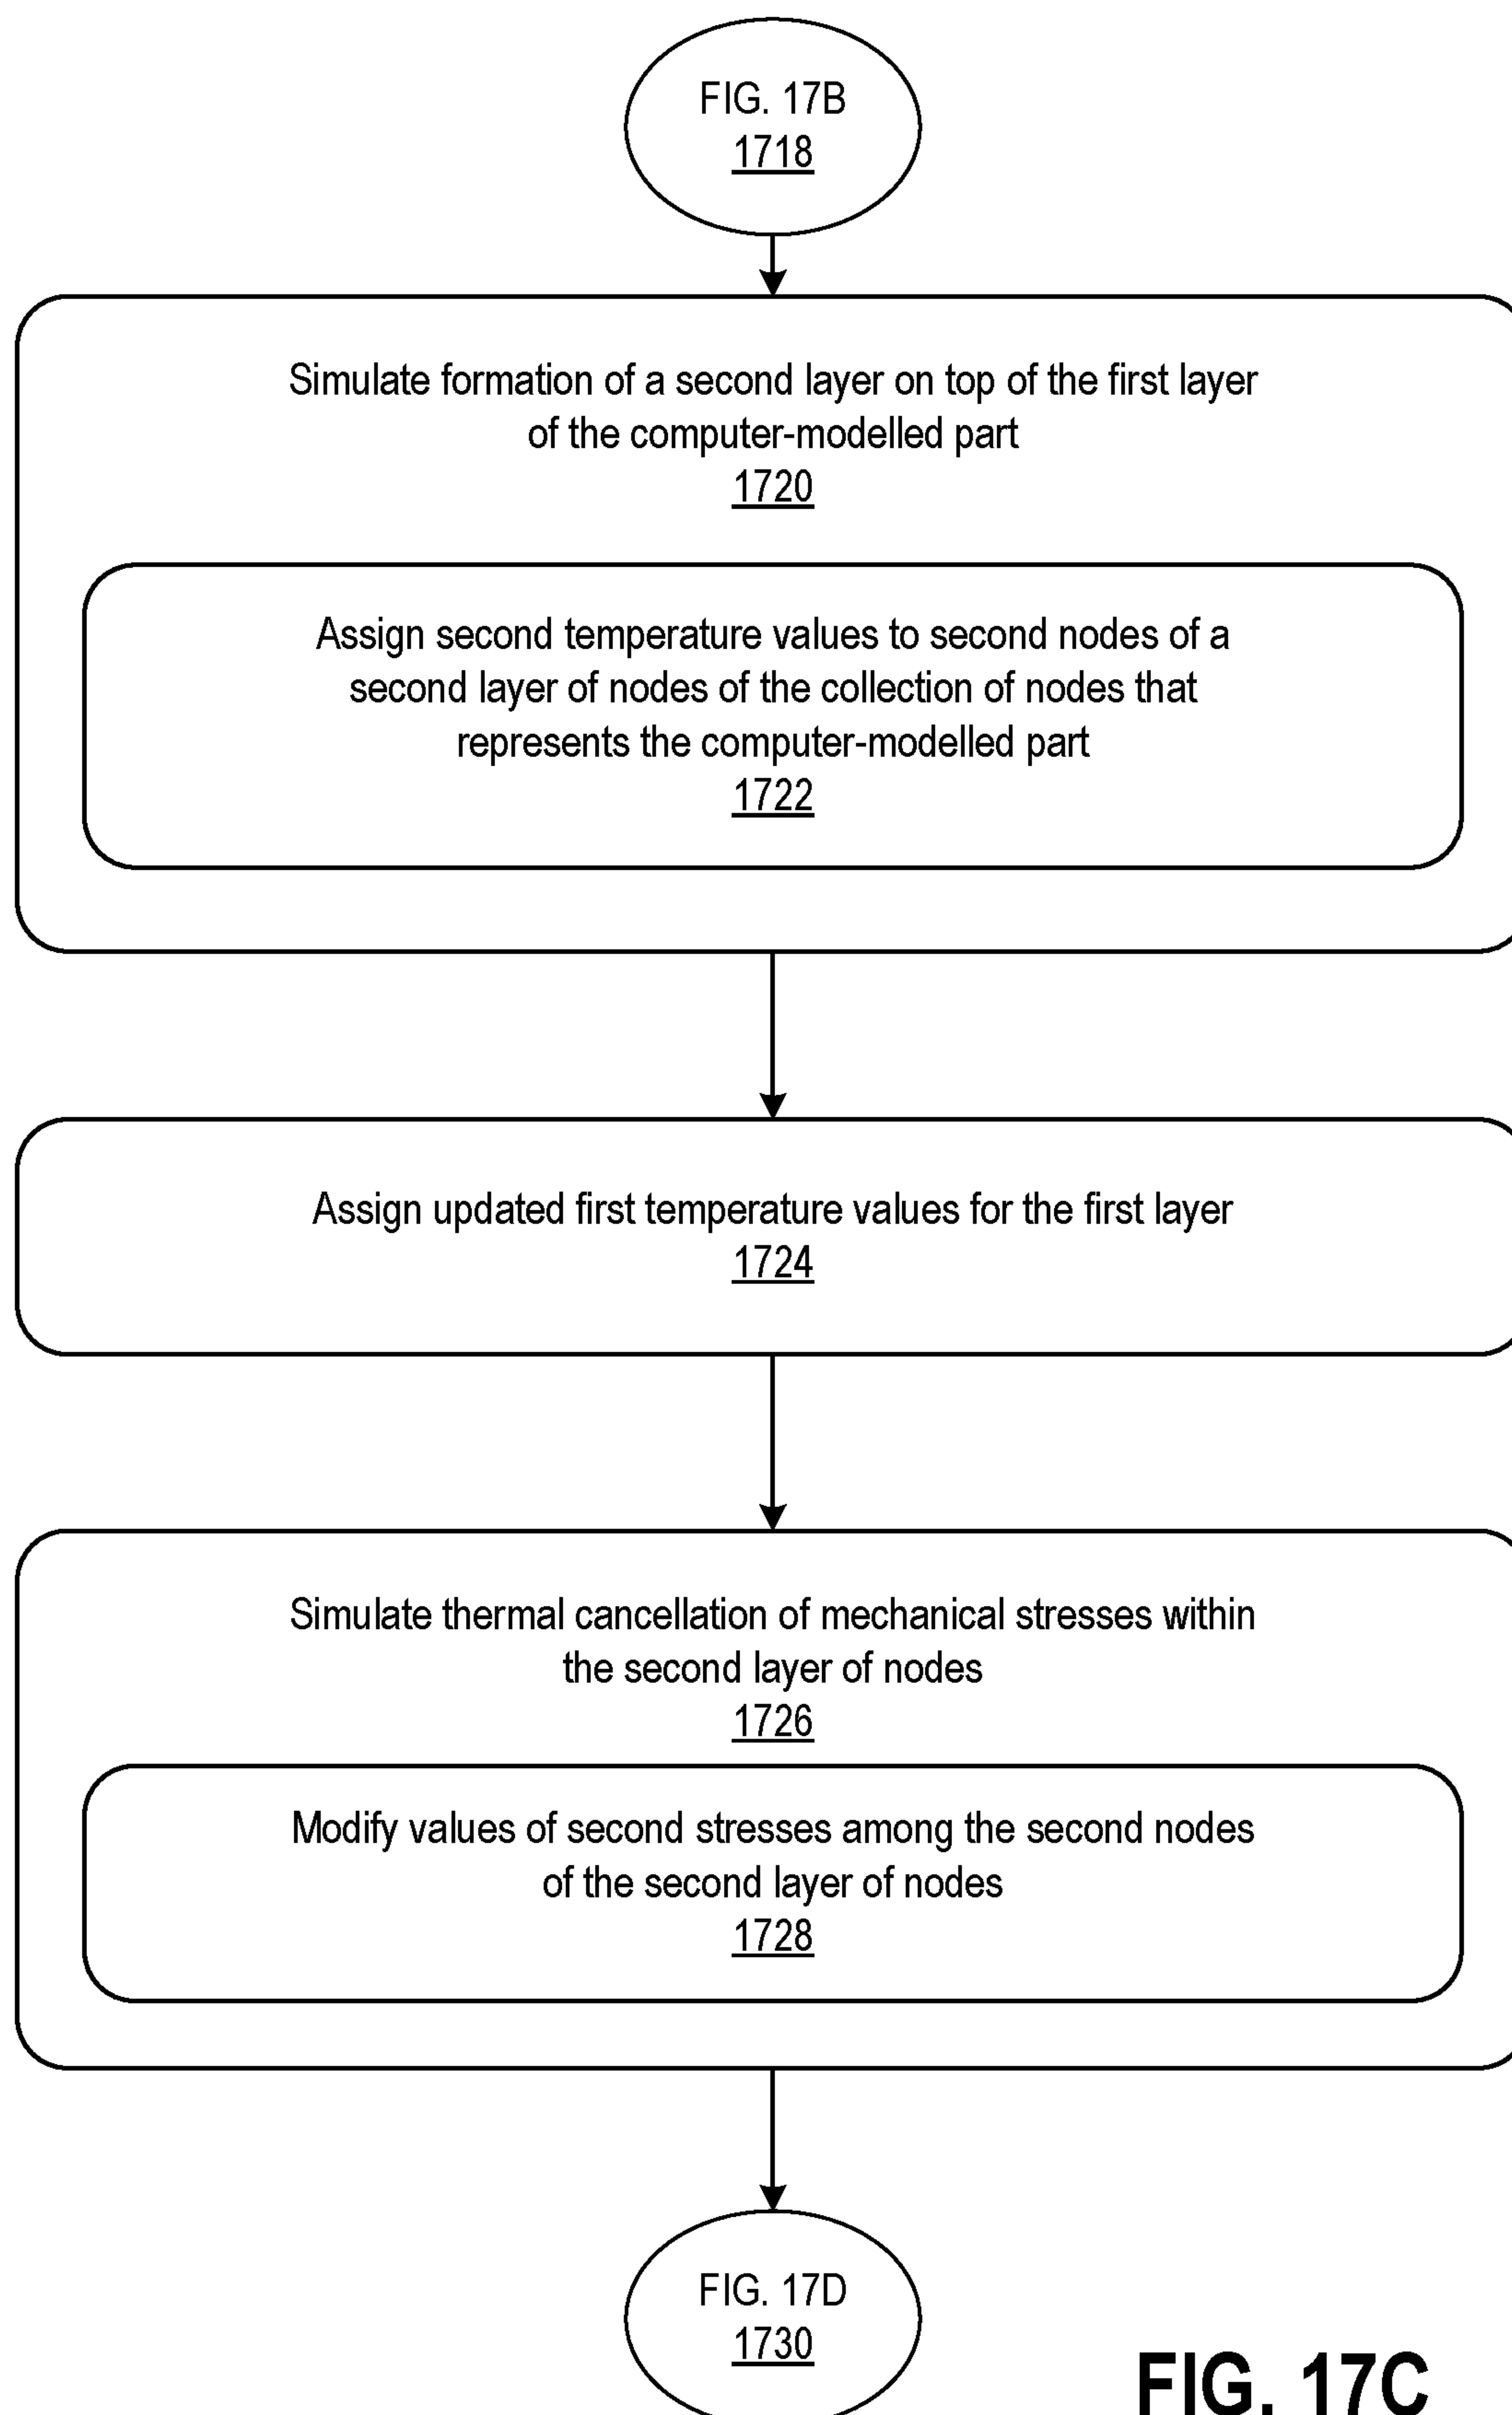 FIG. 17B
1718
Simulate formation of a second layer on top of the first layer
of the computer-modelled part
1720
Assign second temperature values to second nodes of a
second layer of nodes of the collection of nodes that
represents the computer-modelled part
1722
Assign updated first temperature values for the first layer
1724
Simulate thermal cancellation of mechanical stresses within
the second layer of nodes
1726
Modify values of second stresses among the second nodes
of the second layer of nodes
1728
FIG. 17D
1730
FIG. 17C